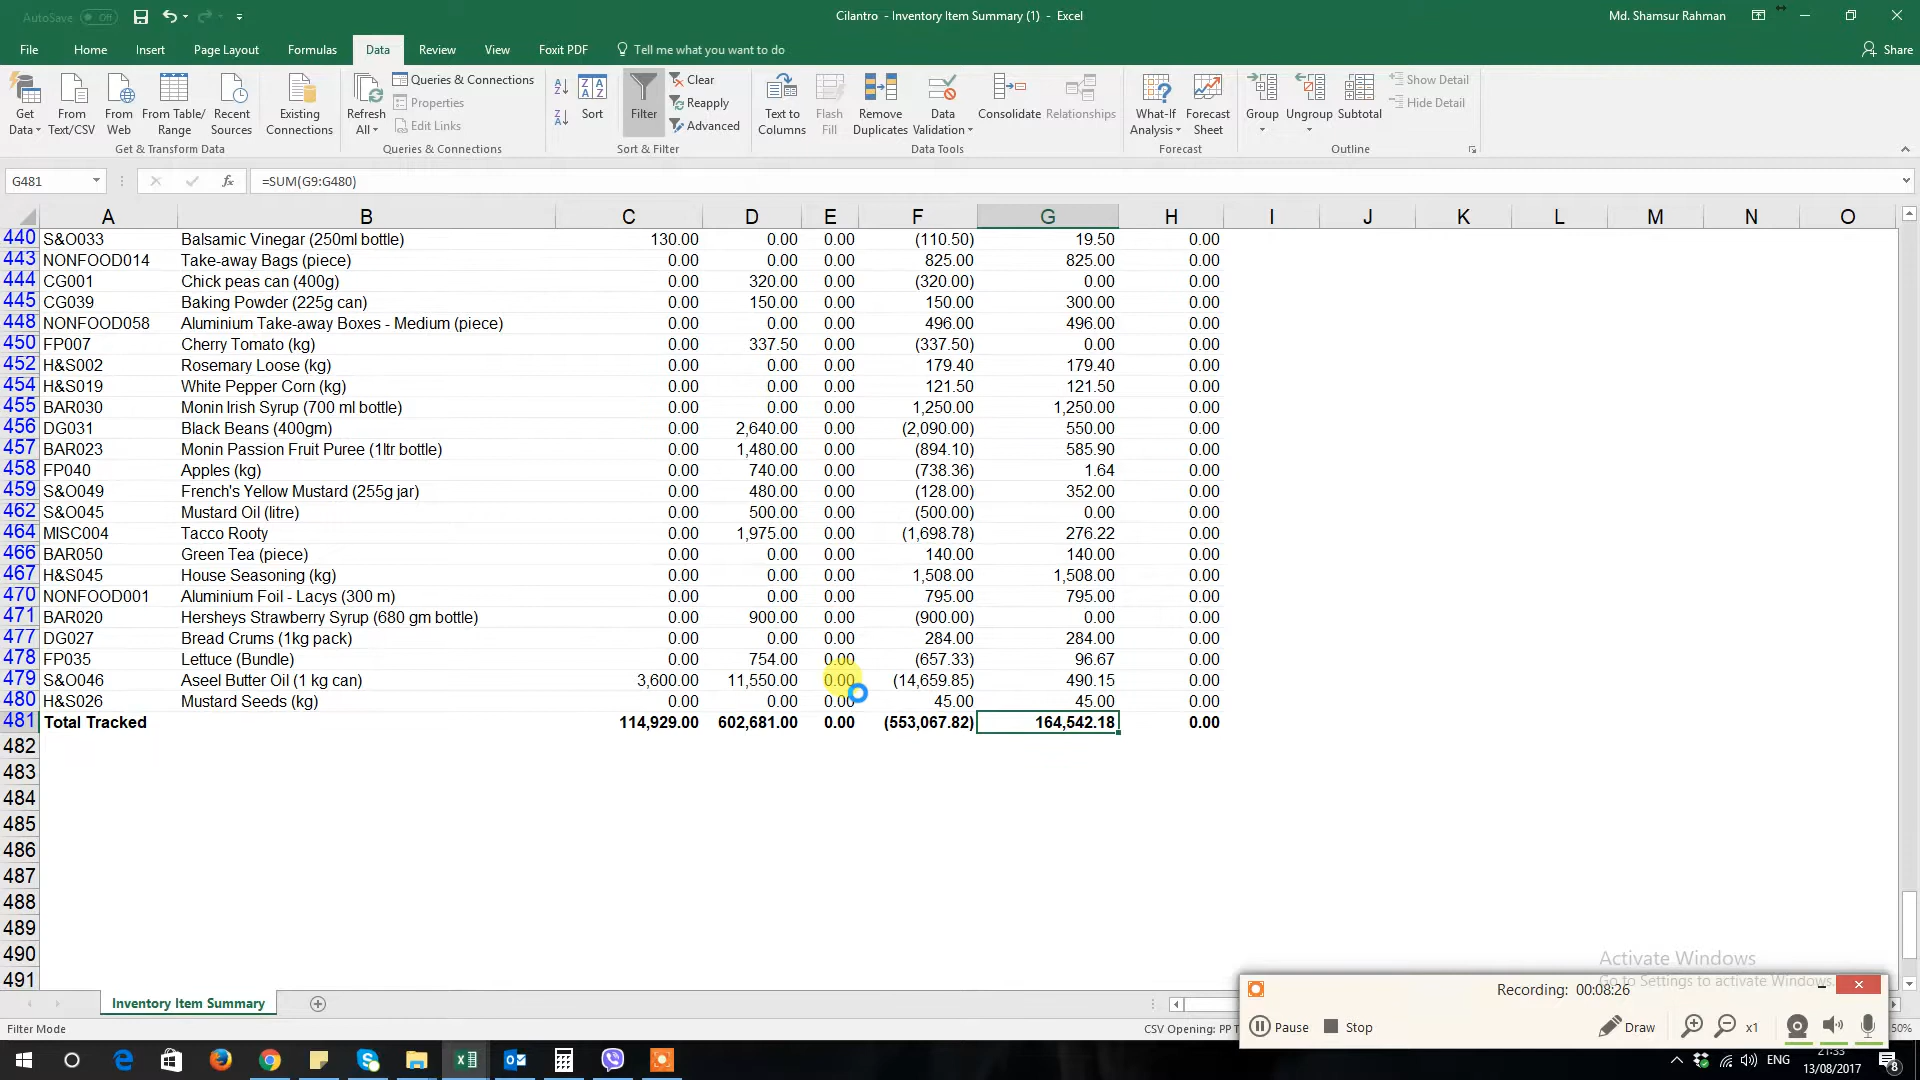 AutoSave Off
Cilantro - Inventory Item Summary (1) - Excel
Md. Shamsur Rahman
File Home Insert Page Layout Formulas Data Review View Foxit PDF Tell me what you want to do Share
Get Data From Text/CSV From Web From Table/ Range Recent Sources Existing Connections
Refresh All Queries & Connections Properties Edit Links
Sort Filter Clear Reapply Advanced
Text to Columns Flash Fill Remove Duplicates Data Validation Consolidate Relationships
What-If Analysis Forecast Sheet Group Ungroup Subtotal Show Detail Hide Detail
Get & Transform Data Queries & Connections Sort & Filter Data Tools Forecast Outline
G481 fx =SUM(G9:G480)
A B C D E F G H I J K L M N O
440 S&O033 Balsamic Vinegar (250ml bottle) 130.00 0.00 0.00 (110.50) 19.50 0.00
443 NONFOOD014 Take-away Bags (piece) 0.00 0.00 0.00 825.00 825.00 0.00
444 CG001 Chick peas can (400g) 0.00 320.00 0.00 (320.00) 0.00 0.00
445 CG039 Baking Powder (225g can) 0.00 150.00 0.00 150.00 300.00 0.00
448 NONFOOD058 Aluminium Take-away Boxes - Medium (piece) 0.00 0.00 0.00 496.00 496.00 0.00
450 FP007 Cherry Tomato (kg) 0.00 337.50 0.00 (337.50) 0.00 0.00
452 H&S002 Rosemary Loose (kg) 0.00 0.00 0.00 179.40 179.40 0.00
454 H&S019 White Pepper Corn (kg) 0.00 0.00 0.00 121.50 121.50 0.00
455 BAR030 Monin Irish Syrup (700 ml bottle) 0.00 0.00 0.00 1,250.00 1,250.00 0.00
456 DG031 Black Beans (400gm) 0.00 2,640.00 0.00 (2,090.00) 550.00 0.00
457 BAR023 Monin Passion Fruit Puree (1ltr bottle) 0.00 1,480.00 0.00 (894.10) 585.90 0.00
458 FP040 Apples (kg) 0.00 740.00 0.00 (738.36) 1.64 0.00
459 S&O049 French's Yellow Mustard (255g jar) 0.00 480.00 0.00 (128.00) 352.00 0.00
462 S&O045 Mustard Oil (litre) 0.00 500.00 0.00 (500.00) 0.00 0.00
464 MISC004 Tacco Rooty 0.00 1,975.00 0.00 (1,698.78) 276.22 0.00
466 BAR050 Green Tea (piece) 0.00 0.00 0.00 140.00 140.00 0.00
467 H&S045 House Seasoning (kg) 0.00 0.00 0.00 1,508.00 1,508.00 0.00
470 NONFOOD001 Aluminium Foil - Lacys (300 m) 0.00 0.00 0.00 795.00 795.00 0.00
471 BAR020 Hersheys Strawberry Syrup (680 gm bottle) 0.00 900.00 0.00 (900.00) 0.00 0.00
477 DG027 Bread Crums (1kg pack) 0.00 0.00 0.00 284.00 284.00 0.00
478 FP035 Lettuce (Bundle) 0.00 754.00 0.00 (657.33) 96.67 0.00
479 S&O046 Aseel Butter Oil (1 kg can) 3,600.00 11,550.00 0.00 (14,659.85) 490.15 0.00
480 H&S026 Mustard Seeds (kg) 0.00 0.00 0.00 45.00 45.00 0.00
481 Total Tracked 114,929.00 602,681.00 0.00 (553,067.82) 164,542.18 0.00
482
483
484
485
486
487
488
489
490
491
Activate Windows
Go to Settings to activate Windows.
Recording: 00:08:26
Pause Stop Draw x1
Inventory Item Summary
Filter Mode
CSV Opening: PP
50%
ENG
21:33
13/08/2017
8